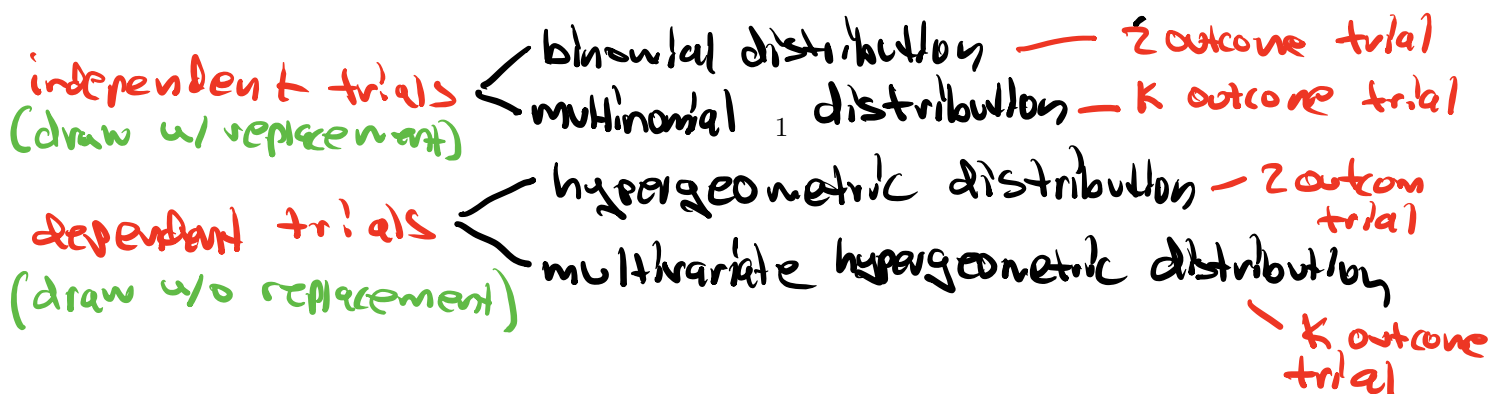 binomial distribution — 2 outcome trial
independent trials
(draw w/ replacement)
multinomial distribution — K outcome trial
1
hypergeometric distribution — 2 outcom trial
dependent trials
(draw w/o replacement)
multivariate hypergeometric distribution
K outcome trial